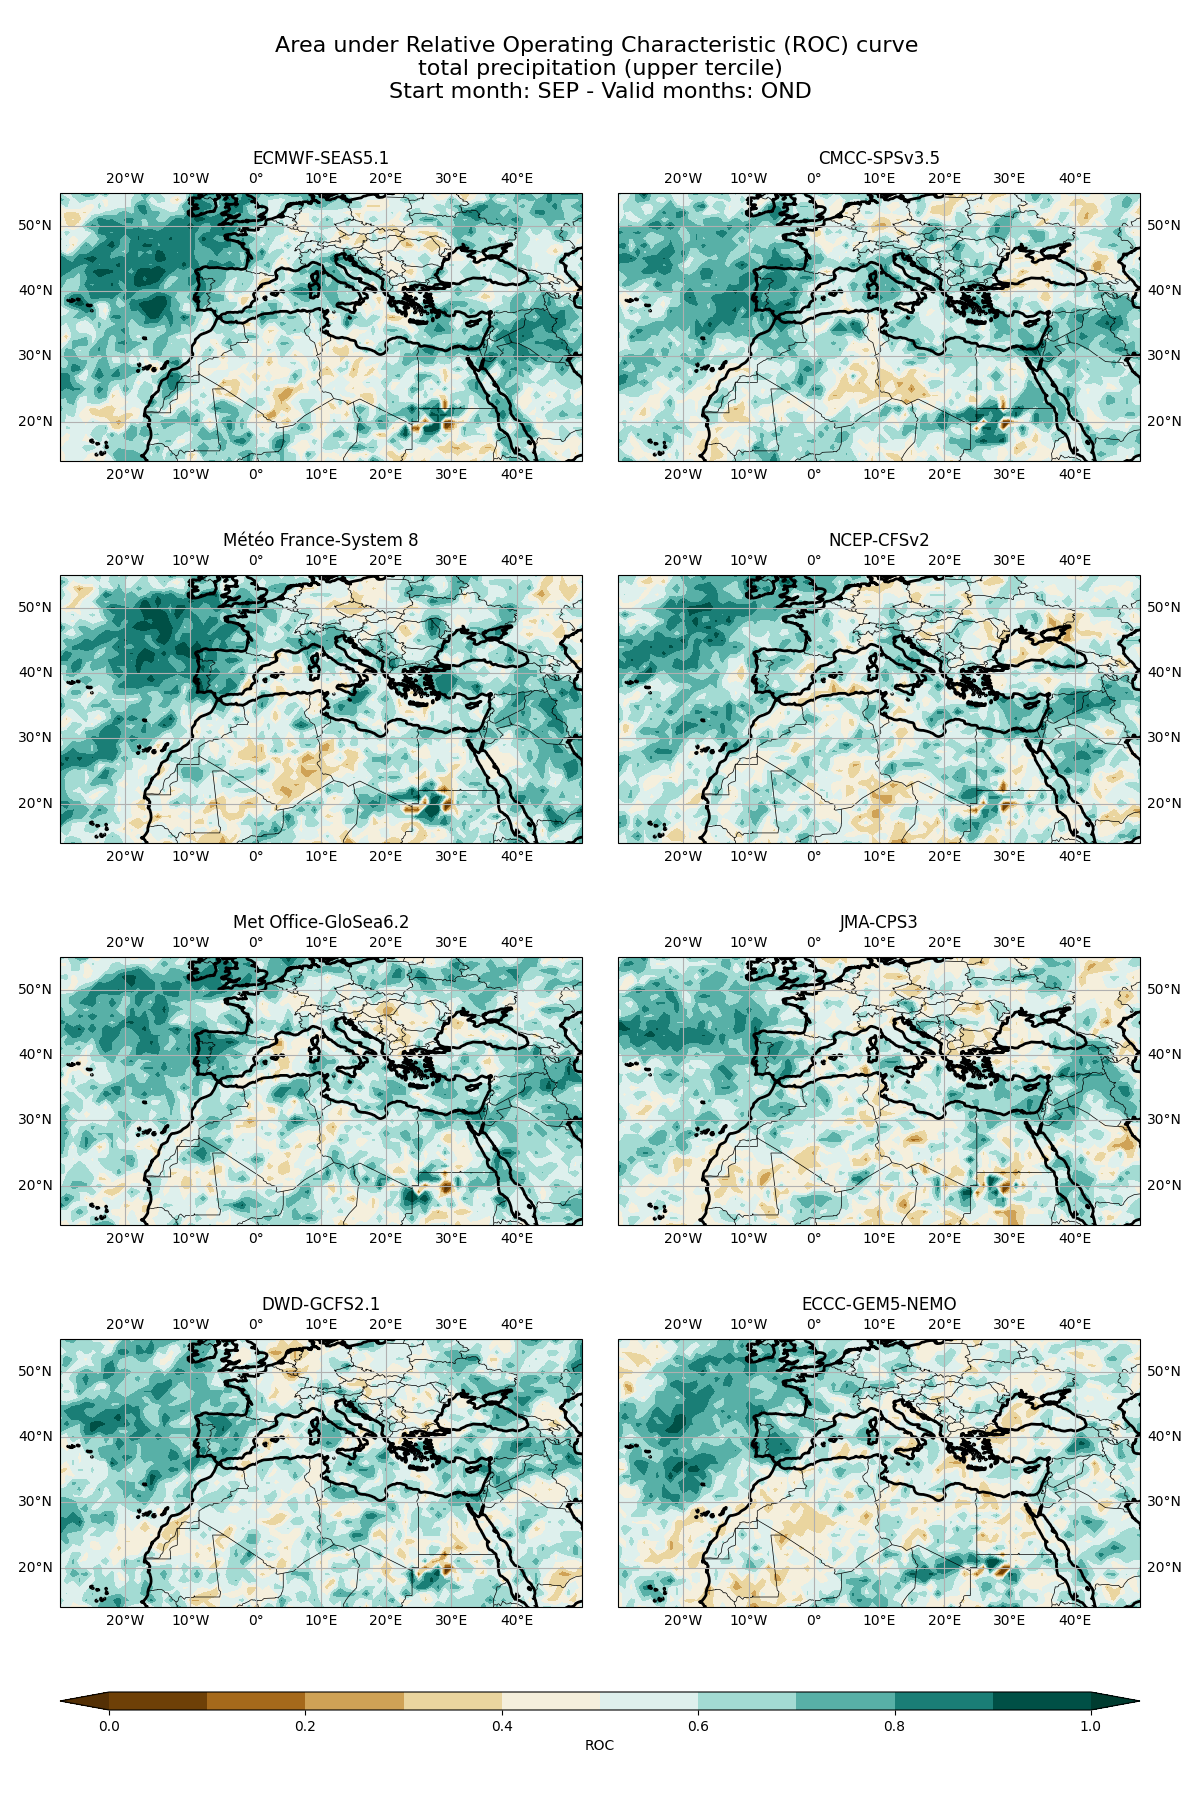 Area under Relative Operating Characteristic (ROC) curve
total precipitation (upper tercile)
Start month: SEP - Valid months: OND
ECMWF-SEAS5.1
20°W 10°W 0° 10°E 20°E 30°E 40°E
50°N
40°N
30°N
20°N
20°W 10°W 0° 10°E 20°E 30°E 40°E
CMCC-SPSv3.5
20°W 10°W 0° 10°E 20°E 30°E 40°E
50°N
40°N
30°N
20°N
20°W 10°W 0° 10°E 20°E 30°E 40°E
Météo France-System 8
20°W 10°W 0° 10°E 20°E 30°E 40°E
50°N
40°N
30°N
20°N
20°W 10°W 0° 10°E 20°E 30°E 40°E
NCEP-CFSv2
20°W 10°W 0° 10°E 20°E 30°E 40°E
50°N
40°N
30°N
20°N
20°W 10°W 0° 10°E 20°E 30°E 40°E
Met Office-GloSea6.2
20°W 10°W 0° 10°E 20°E 30°E 40°E
50°N
40°N
30°N
20°N
20°W 10°W 0° 10°E 20°E 30°E 40°E
JMA-CPS3
20°W 10°W 0° 10°E 20°E 30°E 40°E
50°N
40°N
30°N
20°N
20°W 10°W 0° 10°E 20°E 30°E 40°E
DWD-GCFS2.1
20°W 10°W 0° 10°E 20°E 30°E 40°E
50°N
40°N
30°N
20°N
20°W 10°W 0° 10°E 20°E 30°E 40°E
ECCC-GEM5-NEMO
20°W 10°W 0° 10°E 20°E 30°E 40°E
50°N
40°N
30°N
20°N
20°W 10°W 0° 10°E 20°E 30°E 40°E
0.0 0.2 0.4 0.6 0.8 1.0
ROC